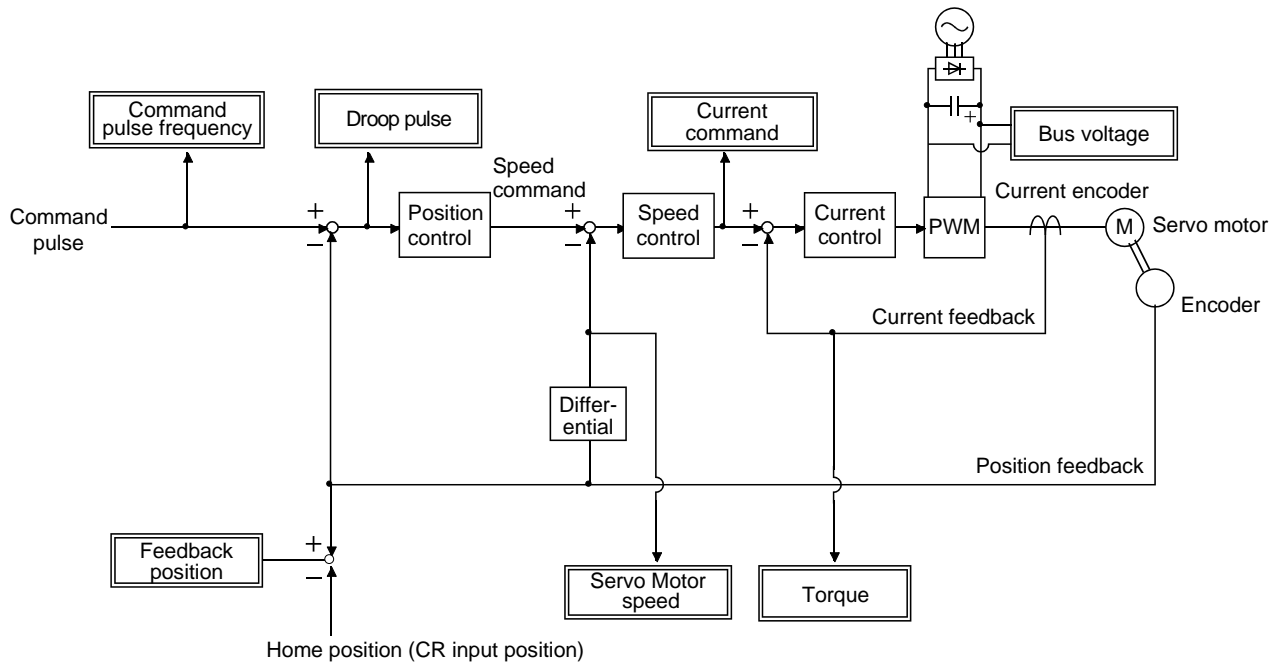 Command
pulse frequency
Droop pulse
Current
command
Bus voltage
Command
pulse
+
−
Position
control
Speed
command
+
−
Speed
control
+
−
Current
control
+
PWM
Current encoder
M
Servo motor
Encoder
Current feedback
Differ-
ential
Position feedback
Feedback
position
+
−
Servo Motor
speed
Torque
Home position (CR input position)